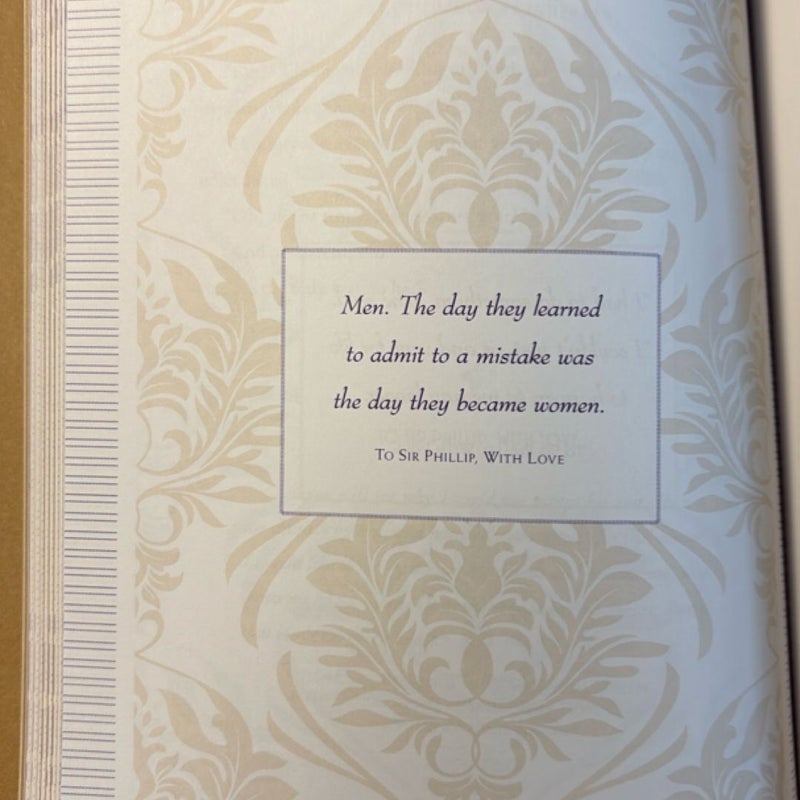 Men. The day they learned
to admit to a mistake was
the day they became women.
To Sir Phillip, With Love